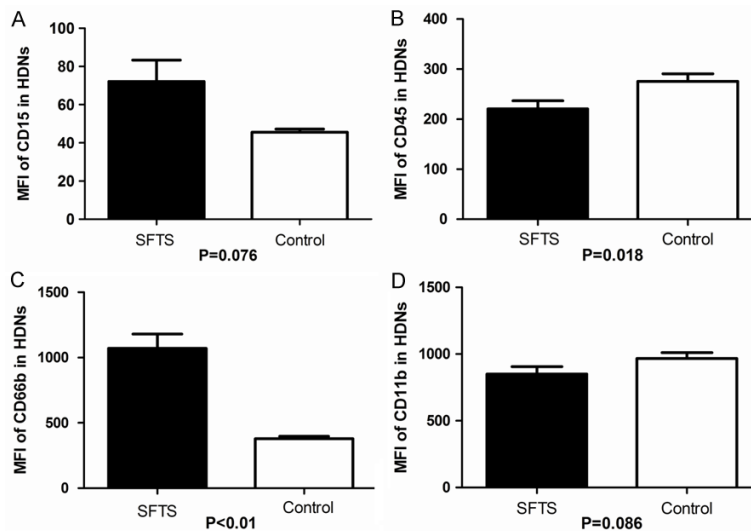 A
MFI of CD15 in HDNs
100
80
60
40
20
0
SFTS Control
P=0.076
B
MFI of CD45 in HDNs
400
300
200
100
0
SFTS Control
P=0.018
C
MFI of CD66b in HDNs
1500
1000
500
0
SFTS Control
P<0.01
D
MFI of CD11b in HDNs
1500
1000
500
0
SFTS Control
P=0.086